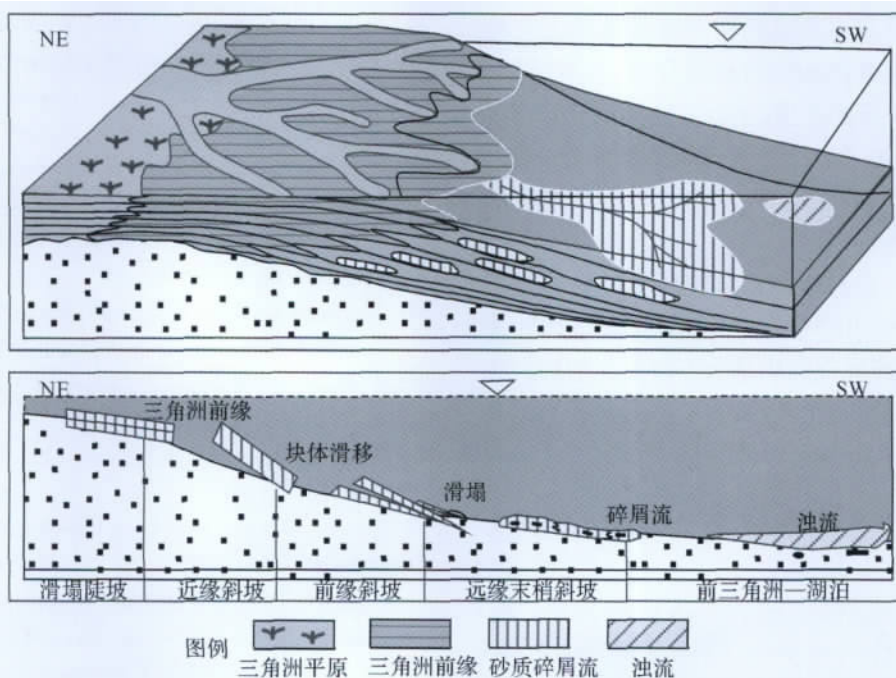 NE SW
NE SW
三角洲前缘
块体滑移
滑塌
碎屑流
浊流
滑塌陡坡 近缘斜坡 前缘斜坡 远缘末梢斜坡 前三角洲—湖泊
图例
三角洲平原 三角洲前缘 砂质碎屑流 浊流